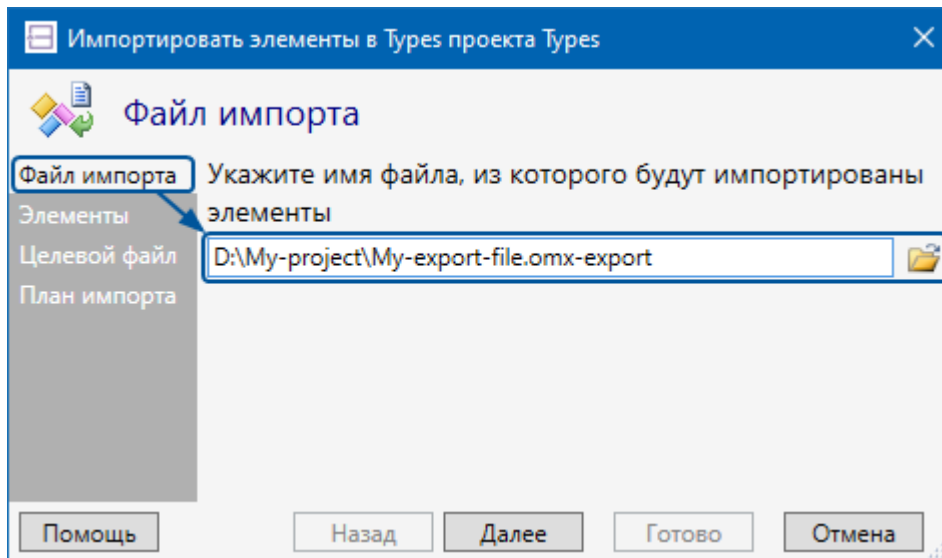 Импортировать элементы в Types проекта Types
Файл импорта
Файл импорта
Элементы
Целевой файл
План импорта
Укажите имя файла, из которого будут импортированы
элементы
D:\My-project\My-export-file.omx-export
Помощь
Назад
Далее
Готово
Отмена